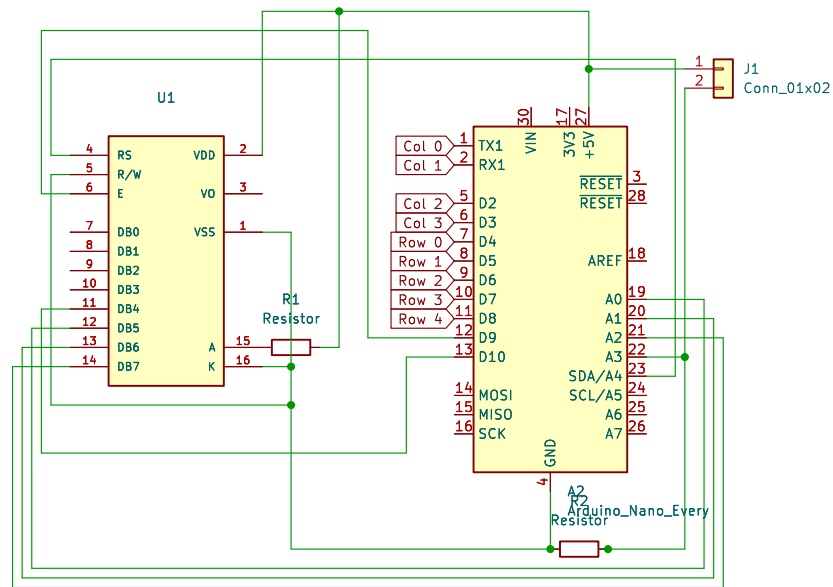 U1
4 RS VDD 2
5 R/W
6 E VO 3
7 DB0 VSS 1
8 DB1
9 DB2
10 DB3
11 DB4
12 DB5
13 DB6 A 15
14 DB7 K 16
R1
Resistor
Col 0 1 TX1
Col 1 2 RX1
Col 2 5 D2
Col 3 6 D3
Row 0 7 D4
Row 1 8 D5
Row 2 9 D6
Row 3 10 D7
Row 4 11 D8
12 D9
13 D10
14 MOSI
15 MISO
16 SCK
30 VIN
17 3V3
27 +5V
RESET 3
RESET 28
AREF 18
A0 19
A1 20
A2 21
A3 22
SDA/A4 23
SCL/A5 24
A6 25
A7 26
GND 4
A2
Arduino_Nano_Every
R2
Resistor
1 J1
2 Conn_01x02